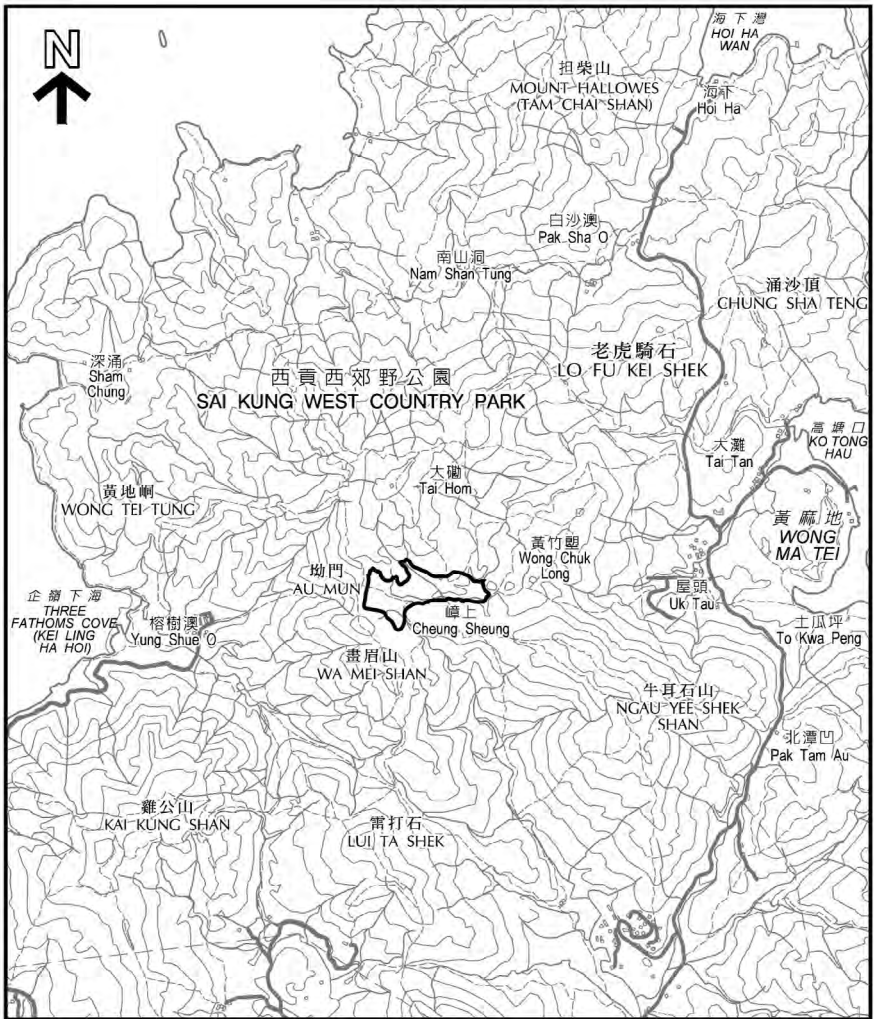 N
海下灣
HOI HA
WAN
担柴山
MOUNT HALLOWES
(TAM CHAI SHAN)
海下
Hoi Ha
白沙澳
Pak Sha O
南山洞
Nam Shan Tung
涌沙頂
CHUNG SHA TENG
老虎騎石
LO FU KEI SHEK
深涌
Sham
Chung
西貢西郊野公園
SAI KUNG WEST COUNTRY PARK
高塘口
KO TONG
HAU
大灘
Tai Tan
大磡
Tai Hom
黃地峒
WONG TEI TUNG
黃麻地
WONG
MA TEI
黃竹塱
Wong Chuk
Long
坳門
AU MUN
企嶺下海
THREE
FATHOMS COVE
(KEI LING
HA HOI)
榕樹澳
Yung Shue O
嶂上
Cheung Sheung
屋頭
Uk Tau
土瓜坪
To Kwa Peng
畫眉山
WA MEI SHAN
牛耳石山
NGAU YEE SHEK
SHAN
北潭凹
Pak Tam Au
雞公山
KAI KUNG SHAN
雷打石
LUI TA SHEK